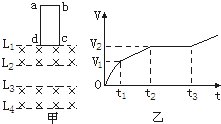 a b
d c
L₁
L₂
L₃
L₄
甲
V
V₂
V₁
t₁ t₂ t₃ t
乙